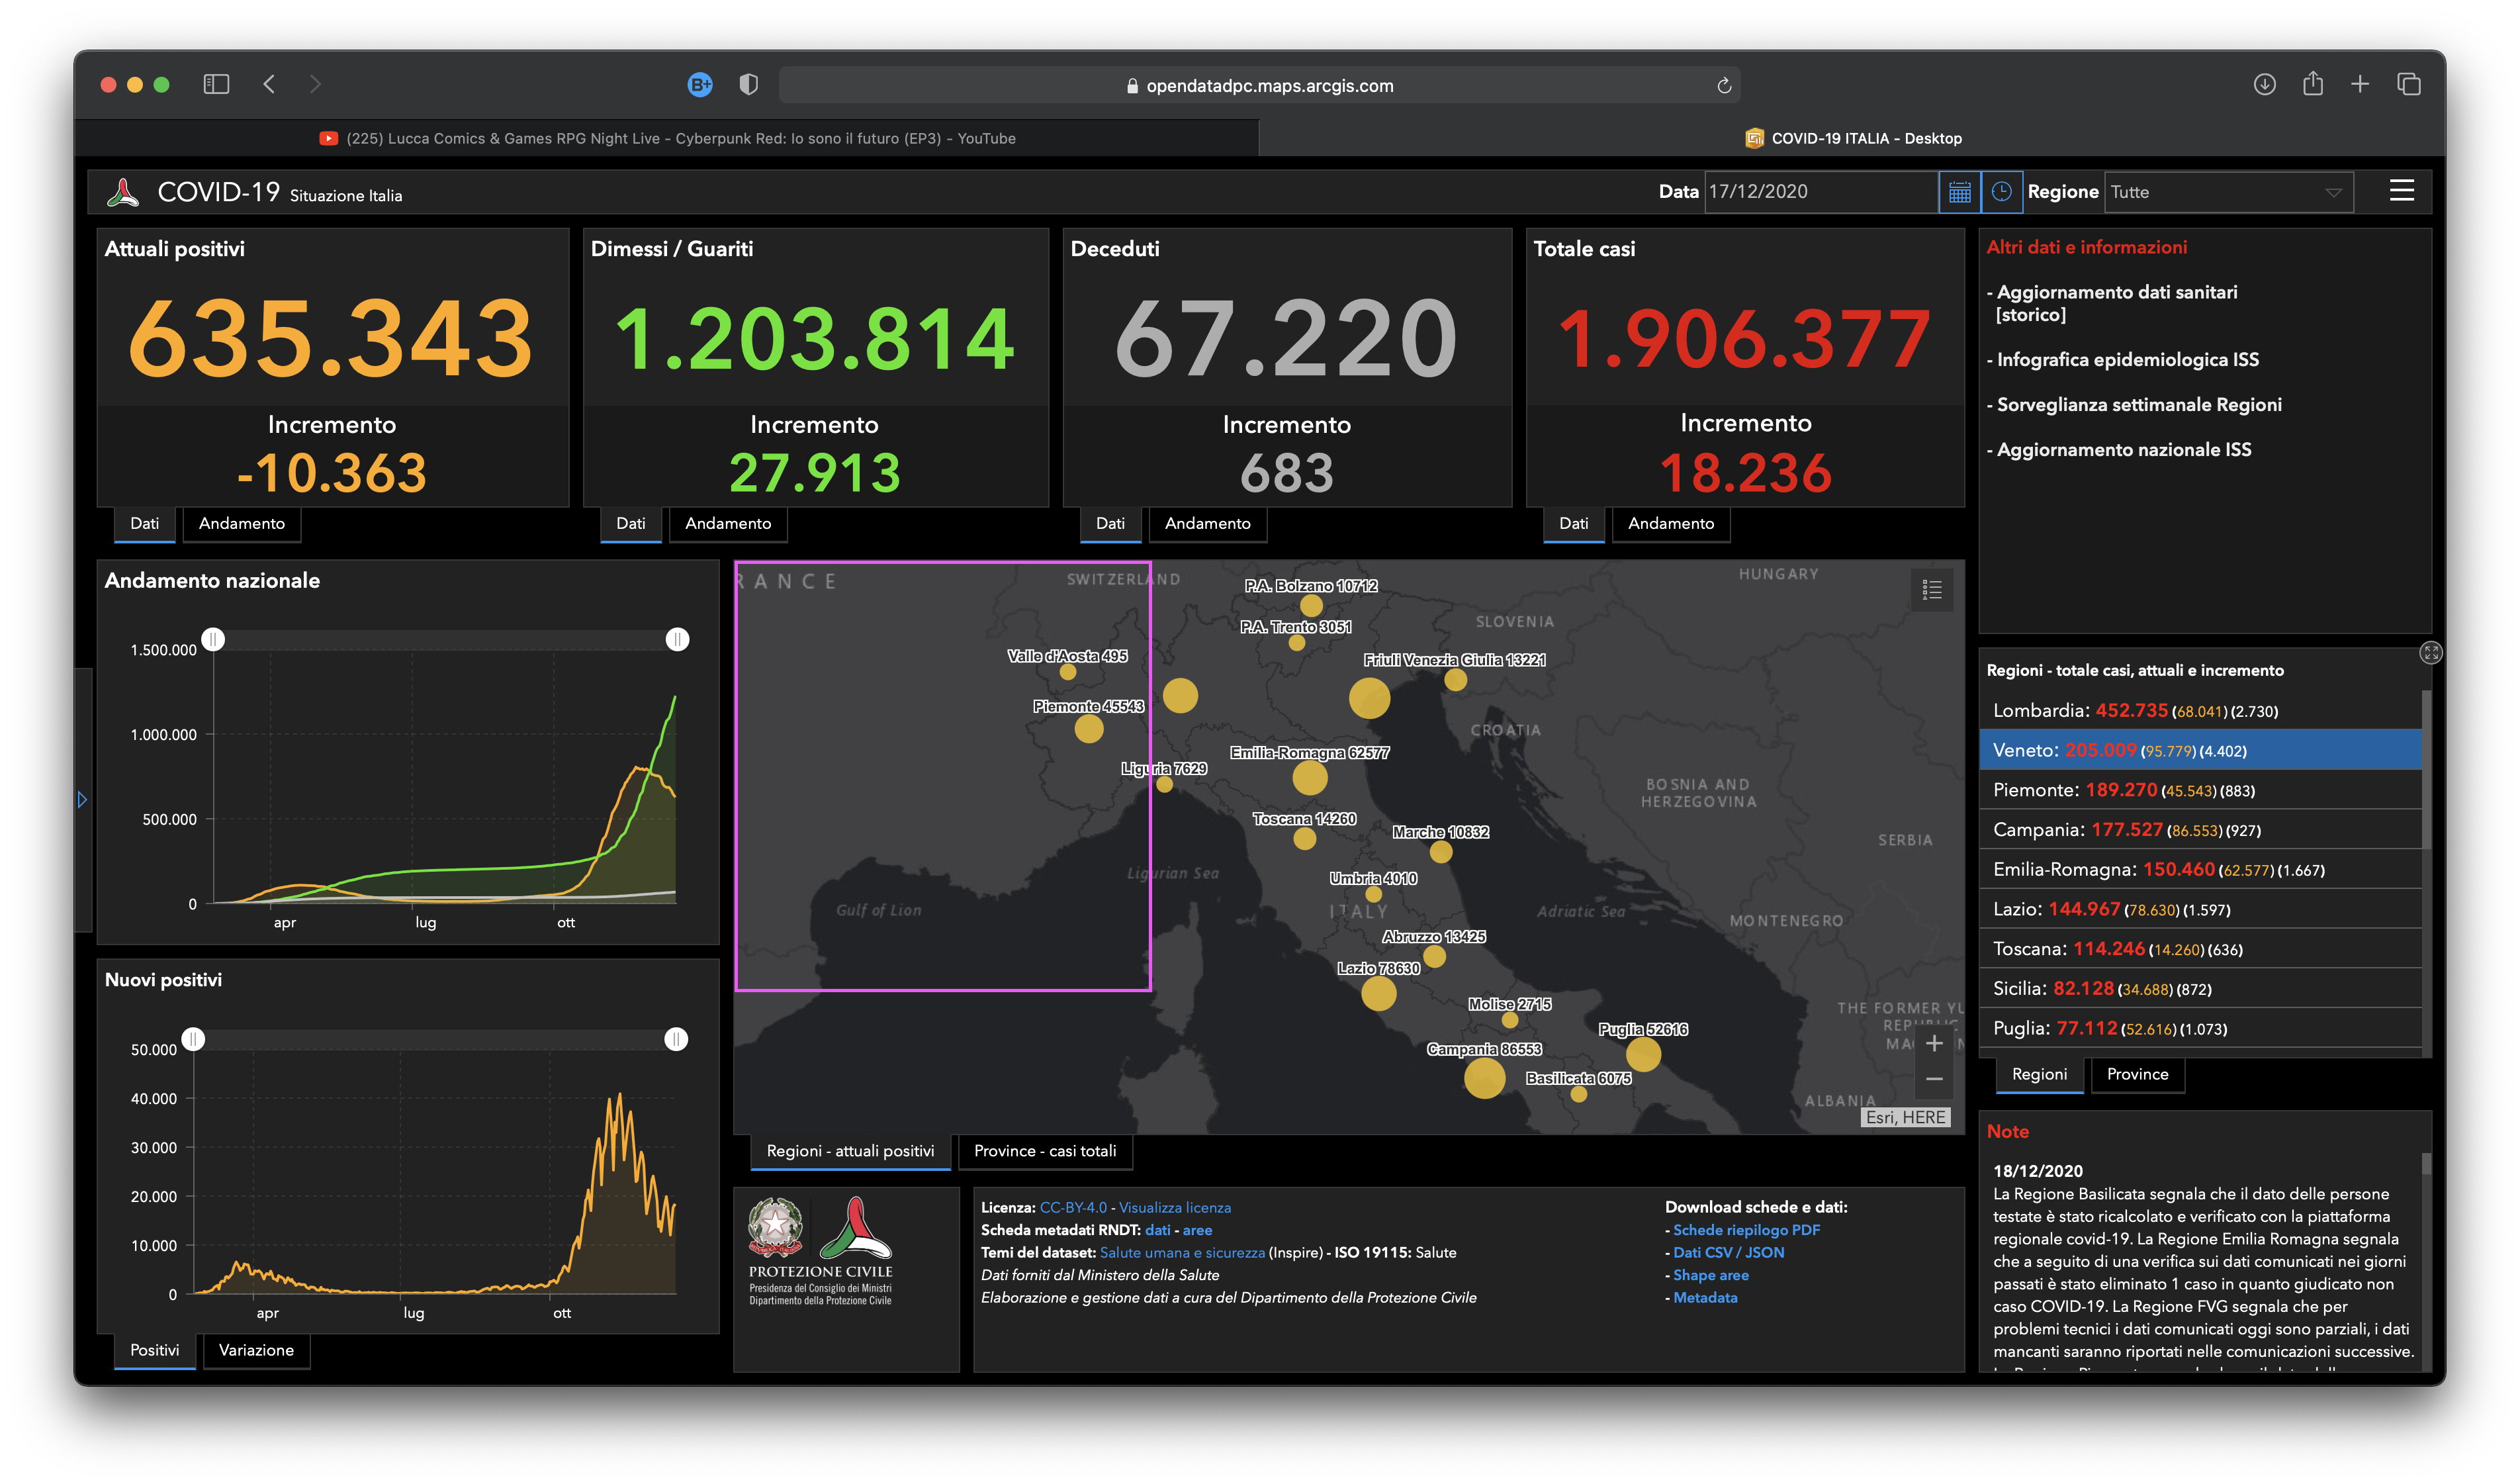 opendatadpc.maps.arcgis.com
(225) Lucca Comics & Games RPG Night Live - Cyberpunk Red: Io sono il futuro (EP3) - YouTube
COVID-19 ITALIA - Desktop
COVID-19 Situazione Italia
Data 17/12/2020
Regione Tutte
Attuali positivi
635.343
Incremento
-10.363
Dati Andamento
Dimessi / Guariti
1.203.814
Incremento
27.913
Dati Andamento
Deceduti
67.220
Incremento
683
Dati Andamento
Totale casi
1.906.377
Incremento
18.236
Dati Andamento
Altri dati e informazioni
- Aggiornamento dati sanitari
[storico]
- Infografica epidemiologica ISS
- Sorveglianza settimanale Regioni
- Aggiornamento nazionale ISS
Andamento nazionale
1.500.000
1.000.000
500.000
0
apr lug ott
Nuovi positivi
50.000
40.000
30.000
20.000
10.000
0
apr lug ott
Positivi Variazione
RANCE
SWITZERLAND
HUNGARY
P.A. Bolzano 10712
SLOVENIA
P.A. Trento 3051
Valle d'Aosta 495
Friuli Venezia Giulia 13221
Piemonte 45543
CROATIA
Emilia-Romagna 62577
Liguria 7629
BOSNIA AND
HERZEGOVINA
Toscana 14260
Marche 10832
SERBIA
Ligurian Sea
Umbria 4010
Gulf of Lion
ITALY
Adriatic Sea
MONTENEGRO
Abruzzo 13425
Lazio 78630
Molise 2715
THE FORMER YU
Puglia 52616
Campania 86553
Basilicata 6075
ALBANIA
Esri, HERE
Regioni - attuali positivi Province - casi totali
Regioni - totale casi, attuali e incremento
Lombardia: 452.735 (68.041) (2.730)
Veneto: 205.009 (95.779) (4.402)
Piemonte: 189.270 (45.543) (883)
Campania: 177.527 (86.553) (927)
Emilia-Romagna: 150.460 (62.577) (1.667)
Lazio: 144.967 (78.630) (1.597)
Toscana: 114.246 (14.260) (636)
Sicilia: 82.128 (34.688) (872)
Puglia: 77.112 (52.616) (1.073)
Regioni Province
PROTEZIONE CIVILE
Presidenza del Consiglio dei Ministri
Dipartimento della Protezione Civile
Licenza: CC-BY-4.0 - Visualizza licenza
Scheda metadati RNDT: dati - aree
Temi del dataset: Salute umana e sicurezza (Inspire) - ISO 19115: Salute
Dati forniti dal Ministero della Salute
Elaborazione e gestione dati a cura del Dipartimento della Protezione Civile
Download schede e dati:
- Schede riepilogo PDF
- Dati CSV / JSON
- Shape aree
- Metadata
Note
18/12/2020
La Regione Basilicata segnala che il dato delle persone
testate è stato ricalcolato e verificato con la piattaforma
regionale covid-19. La Regione Emilia Romagna segnala
che a seguito di una verifica sui dati comunicati nei giorni
passati è stato eliminato 1 caso in quanto giudicato non
caso COVID-19. La Regione FVG segnala che per
problemi tecnici i dati comunicati oggi sono parziali, i dati
mancanti saranno riportati nelle comunicazioni successive.